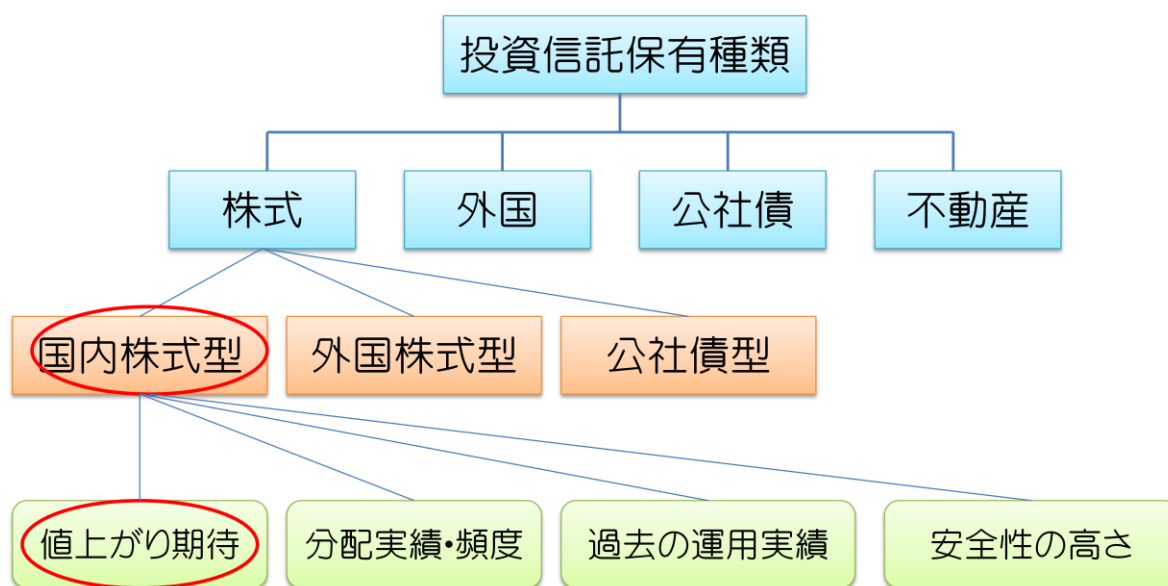 投資信託保有種類
株式
外国
公社債
不動産
国内株式型
外国株式型
公社債型
値上がり期待
分配実績・頻度
過去の運用実績
安全性の高さ